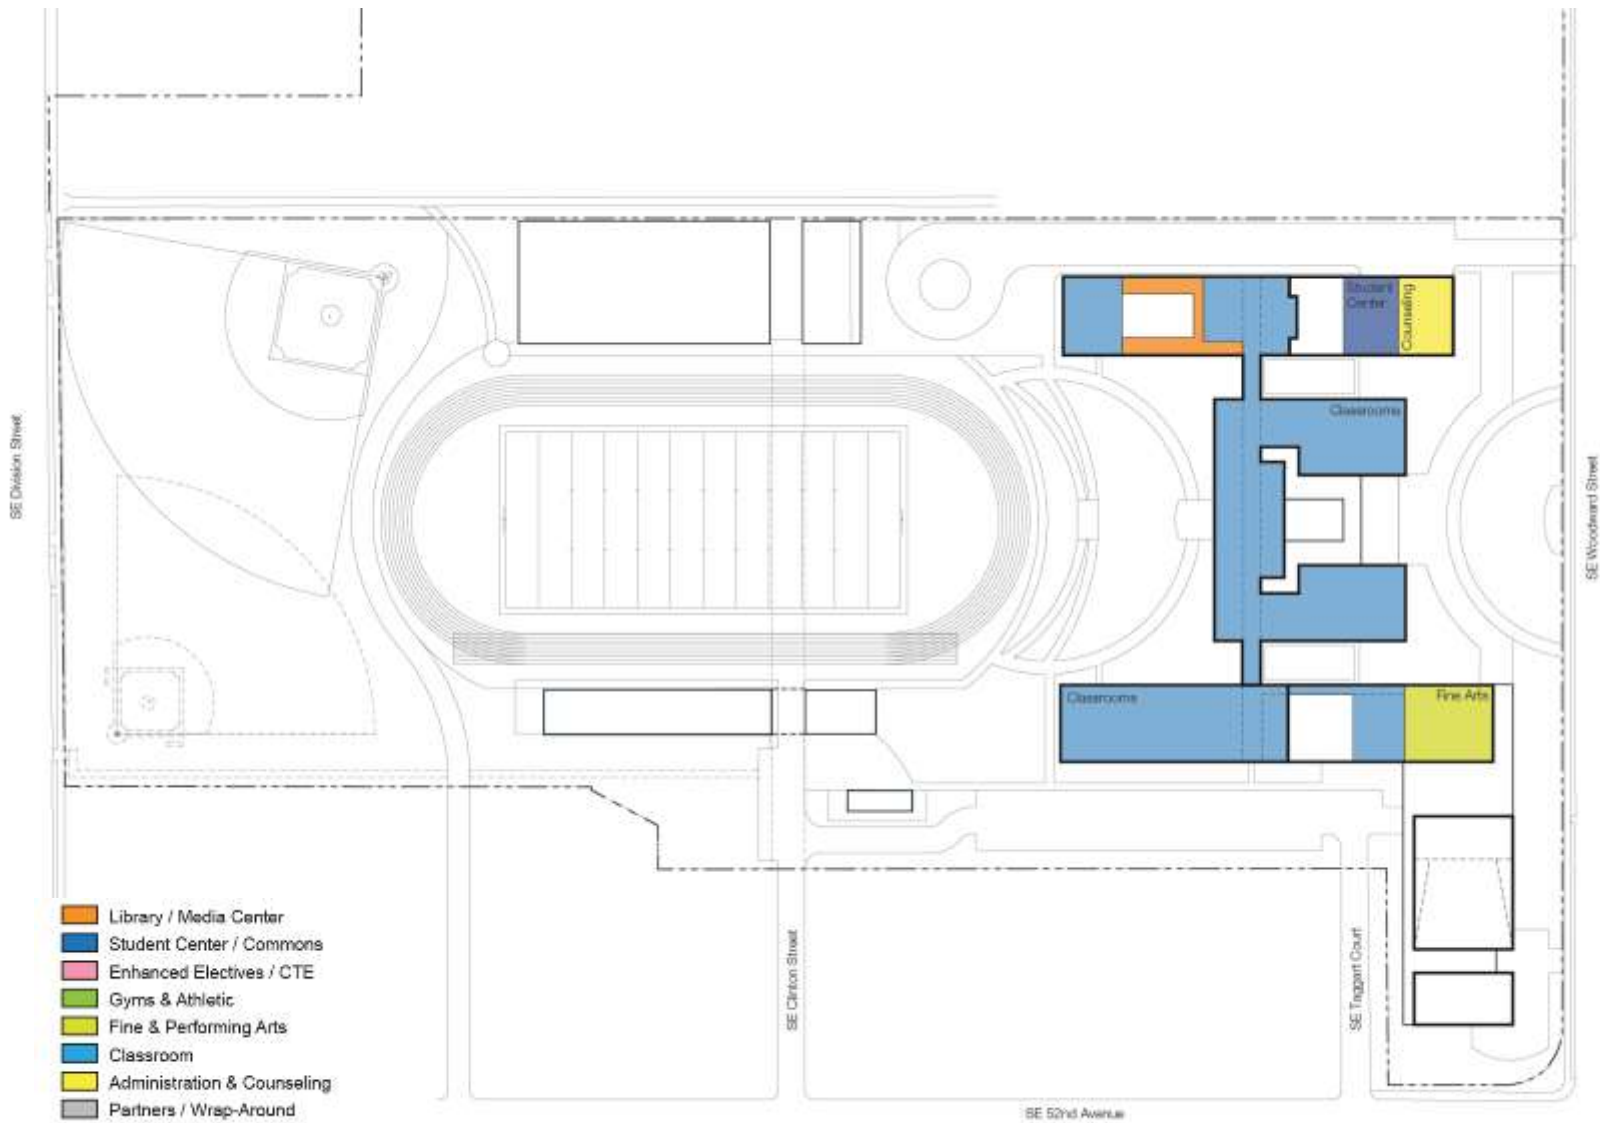 Student
Center
Counseling
Classrooms
SE Division Street
SE Woodward Street
Classrooms
Fine Arts
Library / Media Center
Student Center / Commons
Enhanced Electives / CTE
Gyms & Athletic
Fine & Performing Arts
Classroom
Administration & Counseling
Partners / Wrap-Around
SE Clinton Street
SE Taggart Court
SE 52nd Avenue